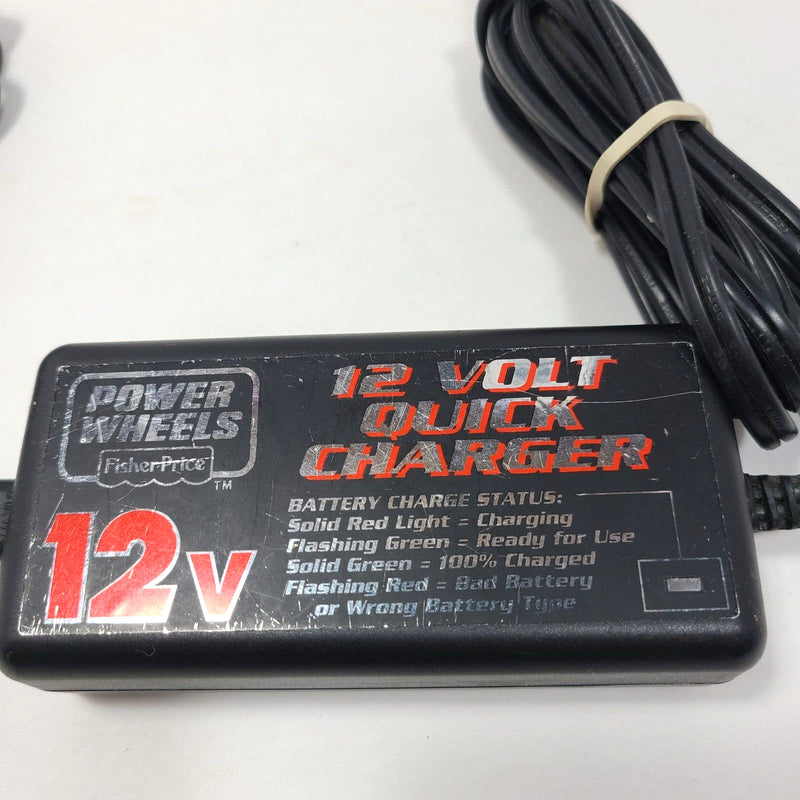 POWER
WHEELS
Fisher-Price
TM
12V
12 VOLT
QUICK
CHARGER
BATTERY CHARGE STATUS:
Solid Red Light = Charging
Flashing Green = Ready for Use
Solid Green = 100% Charged
Flashing Red = Bad Battery
or Wrong Battery Type